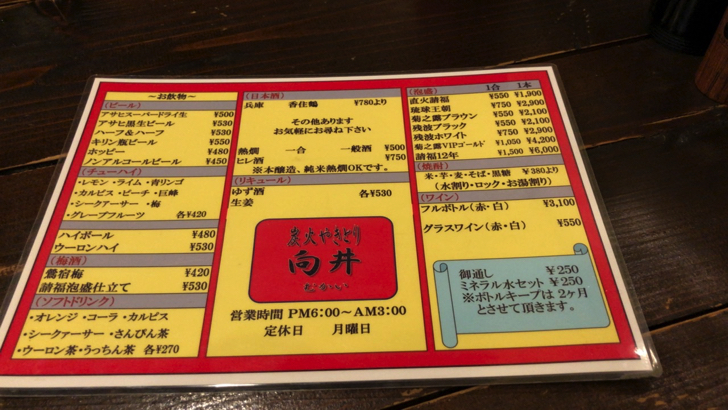 ～お飲物～
(ビール)
アサヒスーパードライ生 ¥500
アサヒ黒生ビール ¥530
ハーフ＆ハーフ ¥530
キリン瓶ビール ¥550
ホッピー ¥480
ノンアルコールビール ¥450
(チューハイ)
・レモン・ライム・青リンゴ
・カルピス・ピーチ・巨峰
・シークアーサー・梅
・グレープフルーツ 各¥420
ハイボール ¥480
ウーロンハイ ¥530
(梅酒)
鶯宿梅 ¥420
請福泡盛仕立て ¥530
(ソフトドリンク)
・オレンジ・コーラ・カルピス
・シークァーサー・さんぴん茶
・ウーロン茶・うっちん茶 各¥270
(日本酒)
兵庫 香住鶴 ¥780より
その他あります
お気軽にお尋ね下さい
熱燗 一合 一般酒 ¥500
ヒレ酒 ¥750
※本醸造、純米熱燗OKです。
(リキュール)
ゆず酒 各¥530
生姜
炭火やきとり
向井
営業時間 PM6:00～AM3:00
定休日 月曜日
(泡盛) 1合 1本
直火請福 ¥550 ¥1,900
琉球王朝 ¥750 ¥2,900
菊之露ブラウン ¥550 ¥2,100
残波ブラック ¥550 ¥2,100
残波ホワイト ¥750 ¥2,900
菊之露VIPゴールド ¥1,050 ¥4,200
請福12年 ¥1,500 ¥6,000
(焼酎)
米・芋・麦・そば・黒糖 ¥380より
(水割り・ロック・お湯割り)
(ワイン)
フルボトル(赤・白) ¥3,100
グラスワイン(赤・白) ¥550
御通し ¥250
ミネラル水セット ¥250
※ボトルキープは2ヶ月
とさせて頂きます。